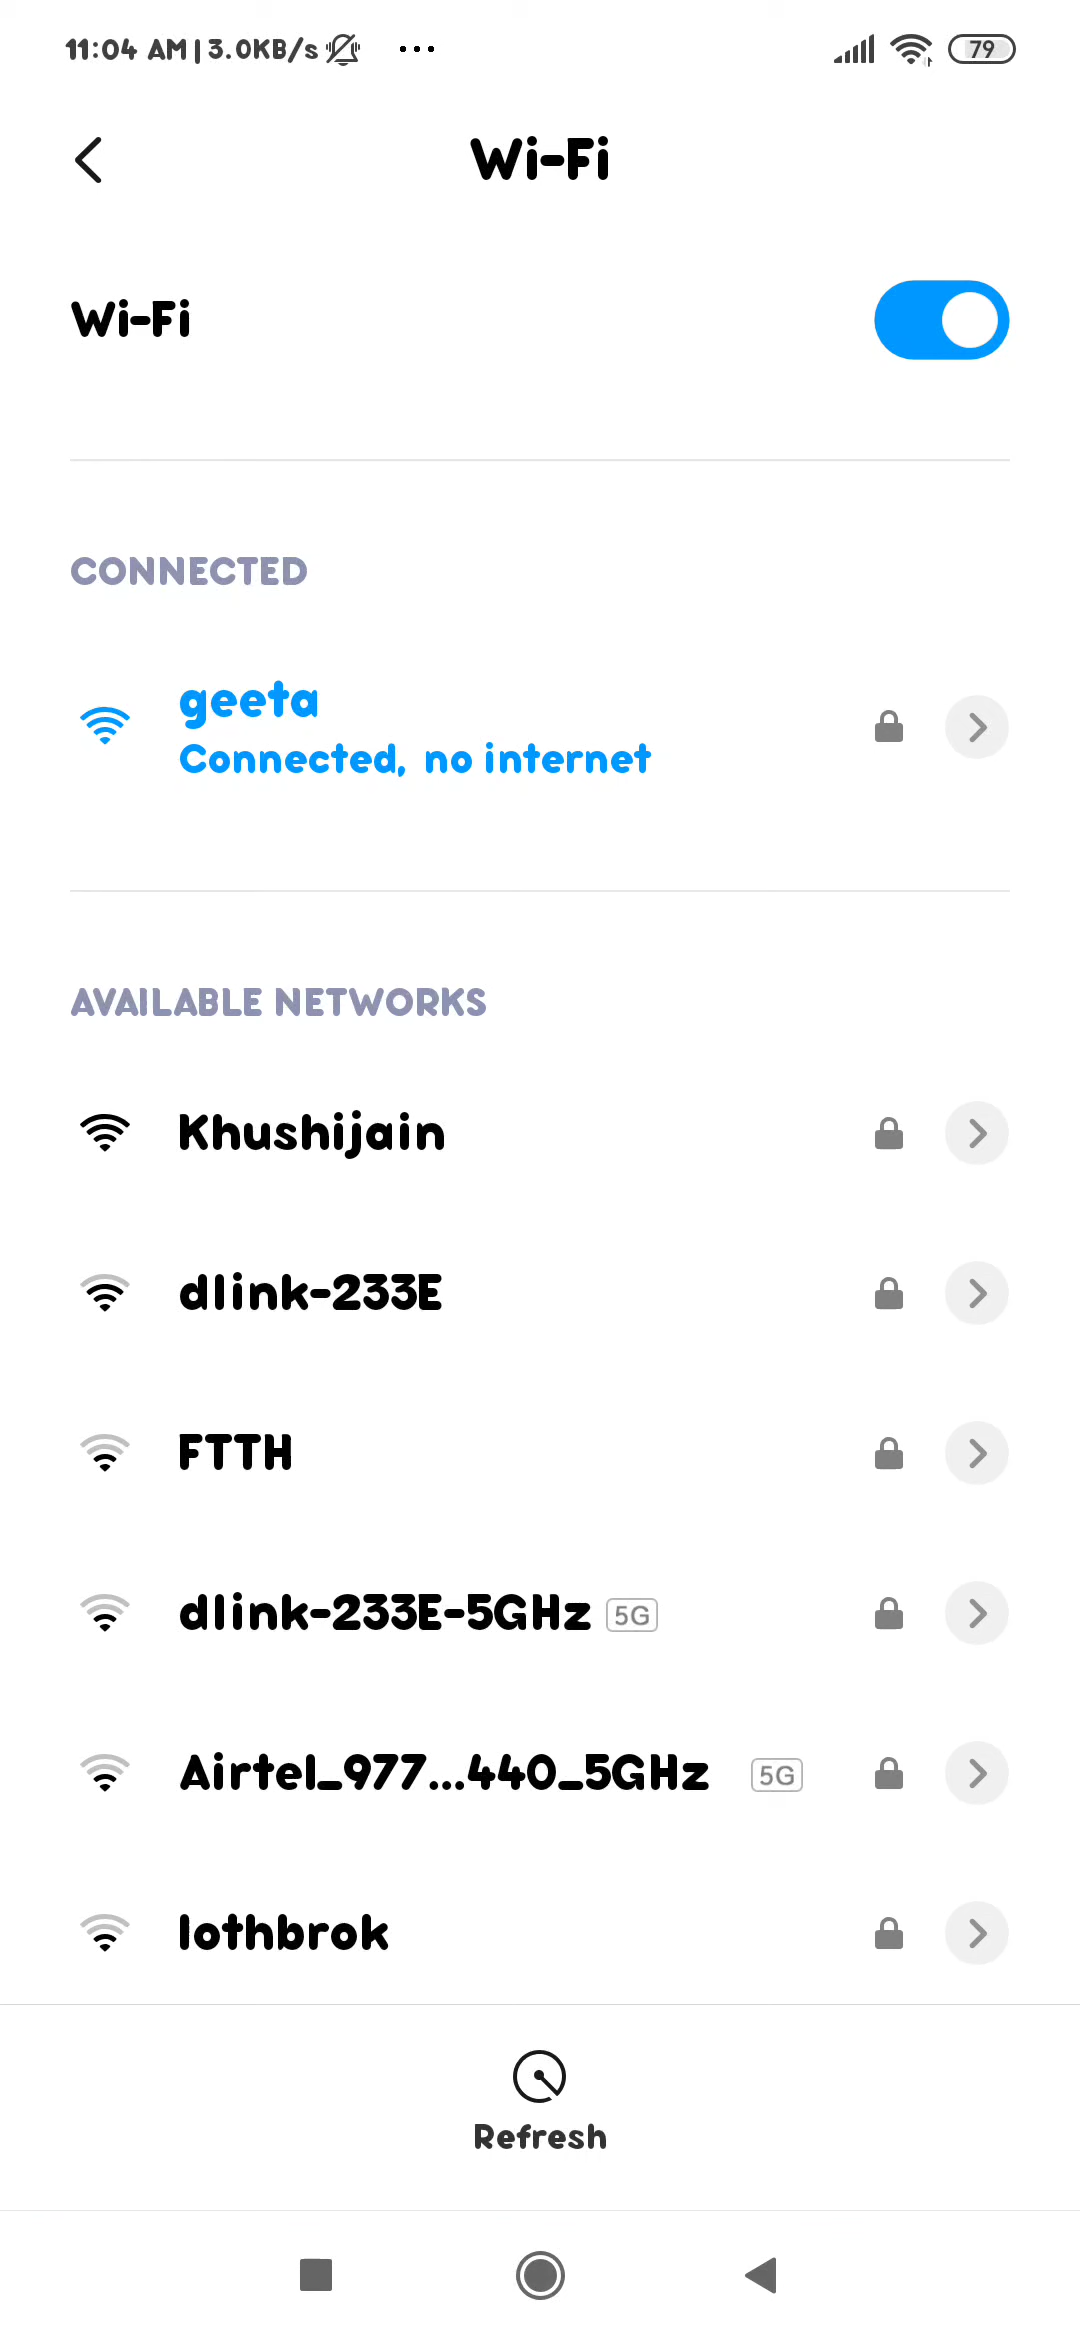 11:04 AM | 3.0KB/s ... 79
Wi-Fi
Wi-Fi
CONNECTED
geeta
Connected, no internet
AVAILABLE NETWORKS
Khushijain
dlink-233E
FTTH
dlink-233E-5GHz 5G
Airtel_977...440_5GHz 5G
lothbrok
Refresh